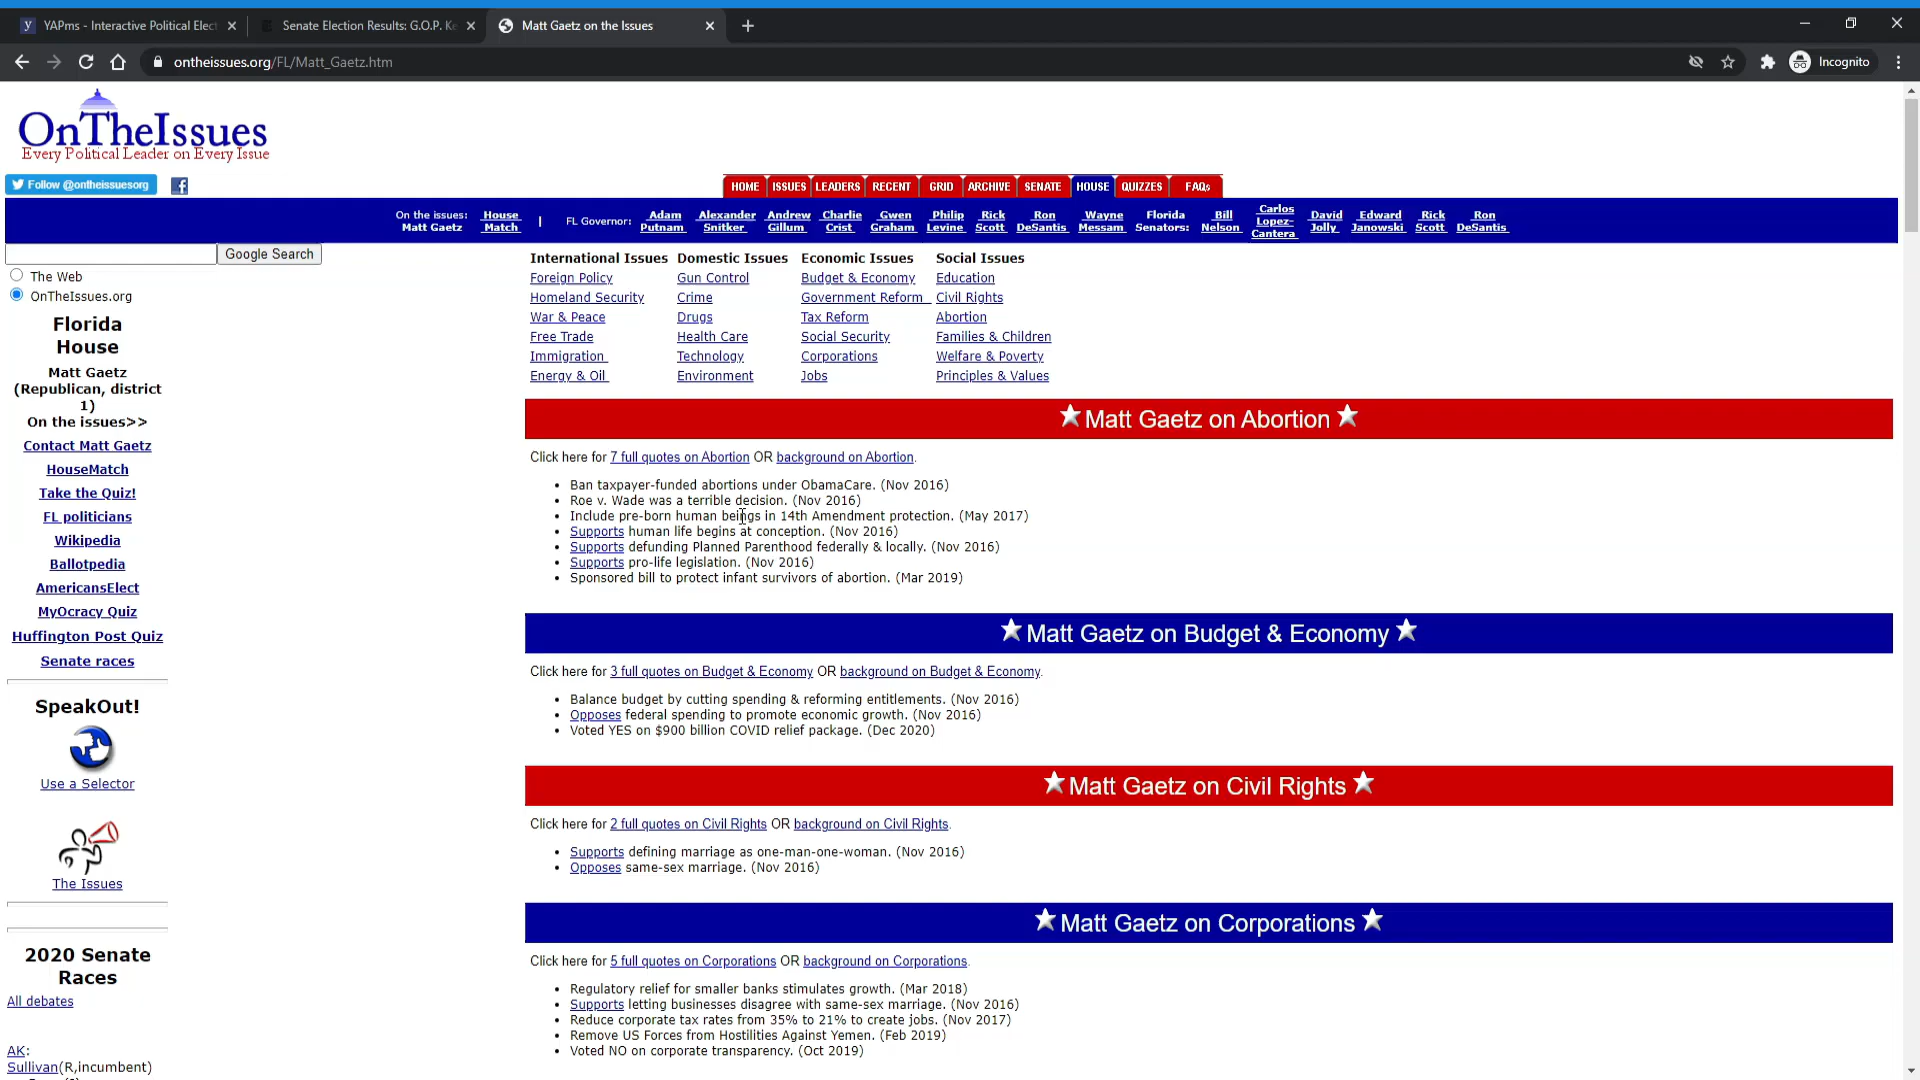 YAPms - Interactive Political Elect
Senate Election Results: G.O.P. Ke
Matt Gaetz on the Issues
ontheissues.org/FL/Matt_Gaetz.htm
Incognito
OnTheIssues
Every Political Leader on Every Issue
Follow @ontheissuesorg
HOME ISSUES LEADERS RECENT GRID ARCHIVE SENATE HOUSE QUIZZES FAQs
On the issues: Matt Gaetz House Match | FL Governor: Adam Putnam Alexander Snitker Andrew Gillum Charlie Crist Gwen Graham Philip Levine Rick Scott Ron DeSantis Wayne Messam Florida Senators: Bill Nelson Carlos Lopez-Cantera David Jolly Edward Janowski Rick Scott Ron DeSantis
Google Search
The Web
OnTheIssues.org
Florida
House
Matt Gaetz
(Republican, district
1)
On the issues>>
Contact Matt Gaetz
HouseMatch
Take the Quiz!
FL politicians
Wikipedia
Ballotpedia
AmericansElect
MyOcracy Quiz
Huffington Post Quiz
Senate races
SpeakOut!
Use a Selector
The Issues
2020 Senate
Races
All debates
AK:
Sullivan(R,incumbent)
International Issues Domestic Issues Economic Issues Social Issues
Foreign Policy Gun Control Budget & Economy Education
Homeland Security Crime Government Reform Civil Rights
War & Peace Drugs Tax Reform Abortion
Free Trade Health Care Social Security Families & Children
Immigration Technology Corporations Welfare & Poverty
Energy & Oil Environment Jobs Principles & Values
Matt Gaetz on Abortion
Click here for 7 full quotes on Abortion OR background on Abortion.
• Ban taxpayer-funded abortions under ObamaCare. (Nov 2016)
• Roe v. Wade was a terrible decision. (Nov 2016)
• Include pre-born human beings in 14th Amendment protection. (May 2017)
• Supports human life begins at conception. (Nov 2016)
• Supports defunding Planned Parenthood federally & locally. (Nov 2016)
• Supports pro-life legislation. (Nov 2016)
• Sponsored bill to protect infant survivors of abortion. (Mar 2019)
Matt Gaetz on Budget & Economy
Click here for 3 full quotes on Budget & Economy OR background on Budget & Economy.
• Balance budget by cutting spending & reforming entitlements. (Nov 2016)
• Opposes federal spending to promote economic growth. (Nov 2016)
• Voted YES on $900 billion COVID relief package. (Dec 2020)
Matt Gaetz on Civil Rights
Click here for 2 full quotes on Civil Rights OR background on Civil Rights.
• Supports defining marriage as one-man-one-woman. (Nov 2016)
• Opposes same-sex marriage. (Nov 2016)
Matt Gaetz on Corporations
Click here for 5 full quotes on Corporations OR background on Corporations.
• Regulatory relief for smaller banks stimulates growth. (Mar 2018)
• Supports letting businesses disagree with same-sex marriage. (Nov 2016)
• Reduce corporate tax rates from 35% to 21% to create jobs. (Nov 2017)
• Remove US Forces from Hostilities Against Yemen. (Feb 2019)
• Voted NO on corporate transparency. (Oct 2019)